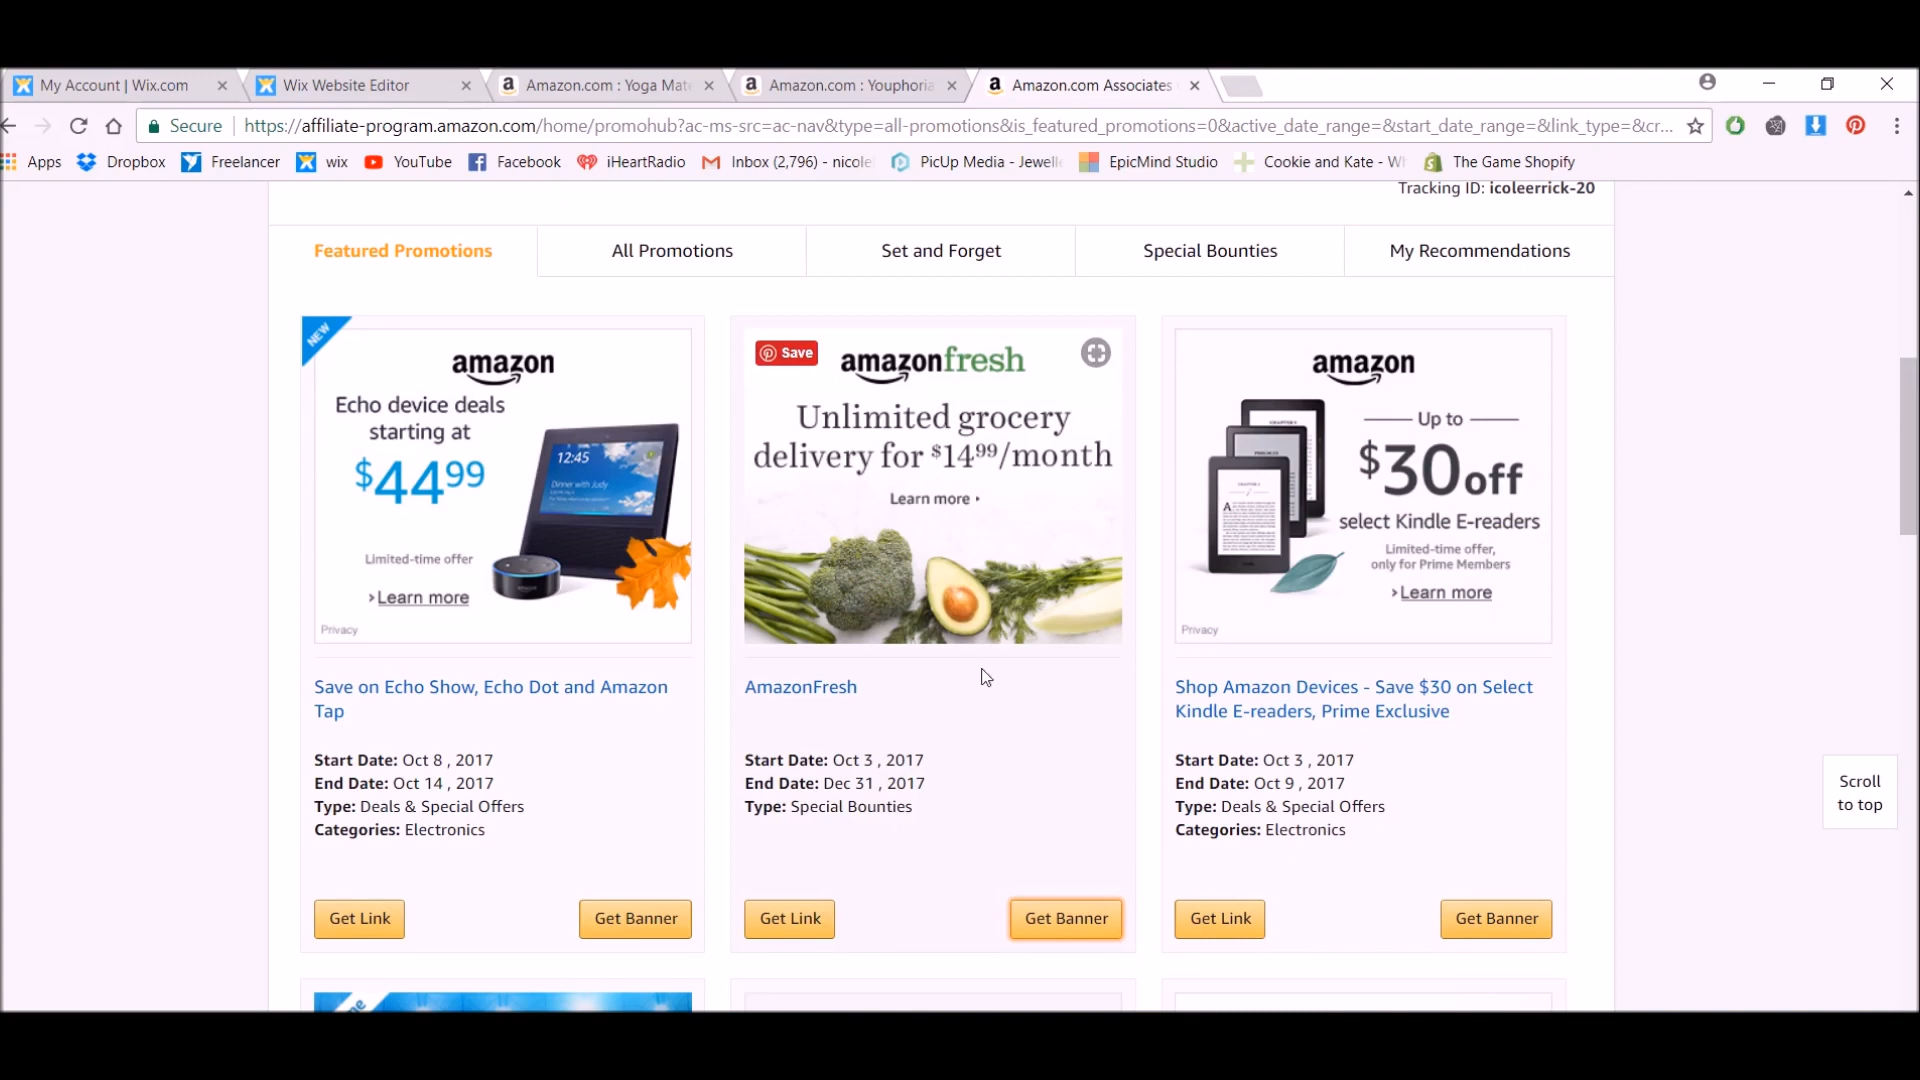 My Account | Wix.com
Wix Website Editor
Amazon.com : Yoga Mat
Amazon.com : Youphoria
Amazon.com Associates
Secure
https://affiliate-program.amazon.com/home/promohub?ac-ms-src=ac-nav&type=all-promotions&is_featured_promotions=0&active_date_range=&start_date_range=&link_type=&cr...
Apps
Dropbox
Freelancer
wix
YouTube
Facebook
iHeartRadio
Inbox (2,796) - nicole
PicUp Media - Jewell
EpicMind Studio
Cookie and Kate - W
The Game Shopify
Tracking ID: icoleerrick-20
Featured Promotions
All Promotions
Set and Forget
Special Bounties
My Recommendations
NEW
amazon
Echo device deals
starting at
$44.99
Limited-time offer
›Learn more
Privacy
12:45
Dinner with Judy
Save on Echo Show, Echo Dot and Amazon
Tap
Start Date: Oct 8 , 2017
End Date: Oct 14 , 2017
Type: Deals & Special Offers
Categories: Electronics
Get Link
Get Banner
Save
amazonfresh
Unlimited grocery
delivery for $14.99/month
Learn more ›
AmazonFresh
Start Date: Oct 3 , 2017
End Date: Dec 31 , 2017
Type: Special Bounties
Get Link
Get Banner
amazon
Up to
$30 off
select Kindle E-readers
Limited-time offer,
only for Prime Members
›Learn more
Privacy
Shop Amazon Devices - Save $30 on Select
Kindle E-readers, Prime Exclusive
Start Date: Oct 3 , 2017
End Date: Oct 9 , 2017
Type: Deals & Special Offers
Categories: Electronics
Get Link
Get Banner
Scroll
to top